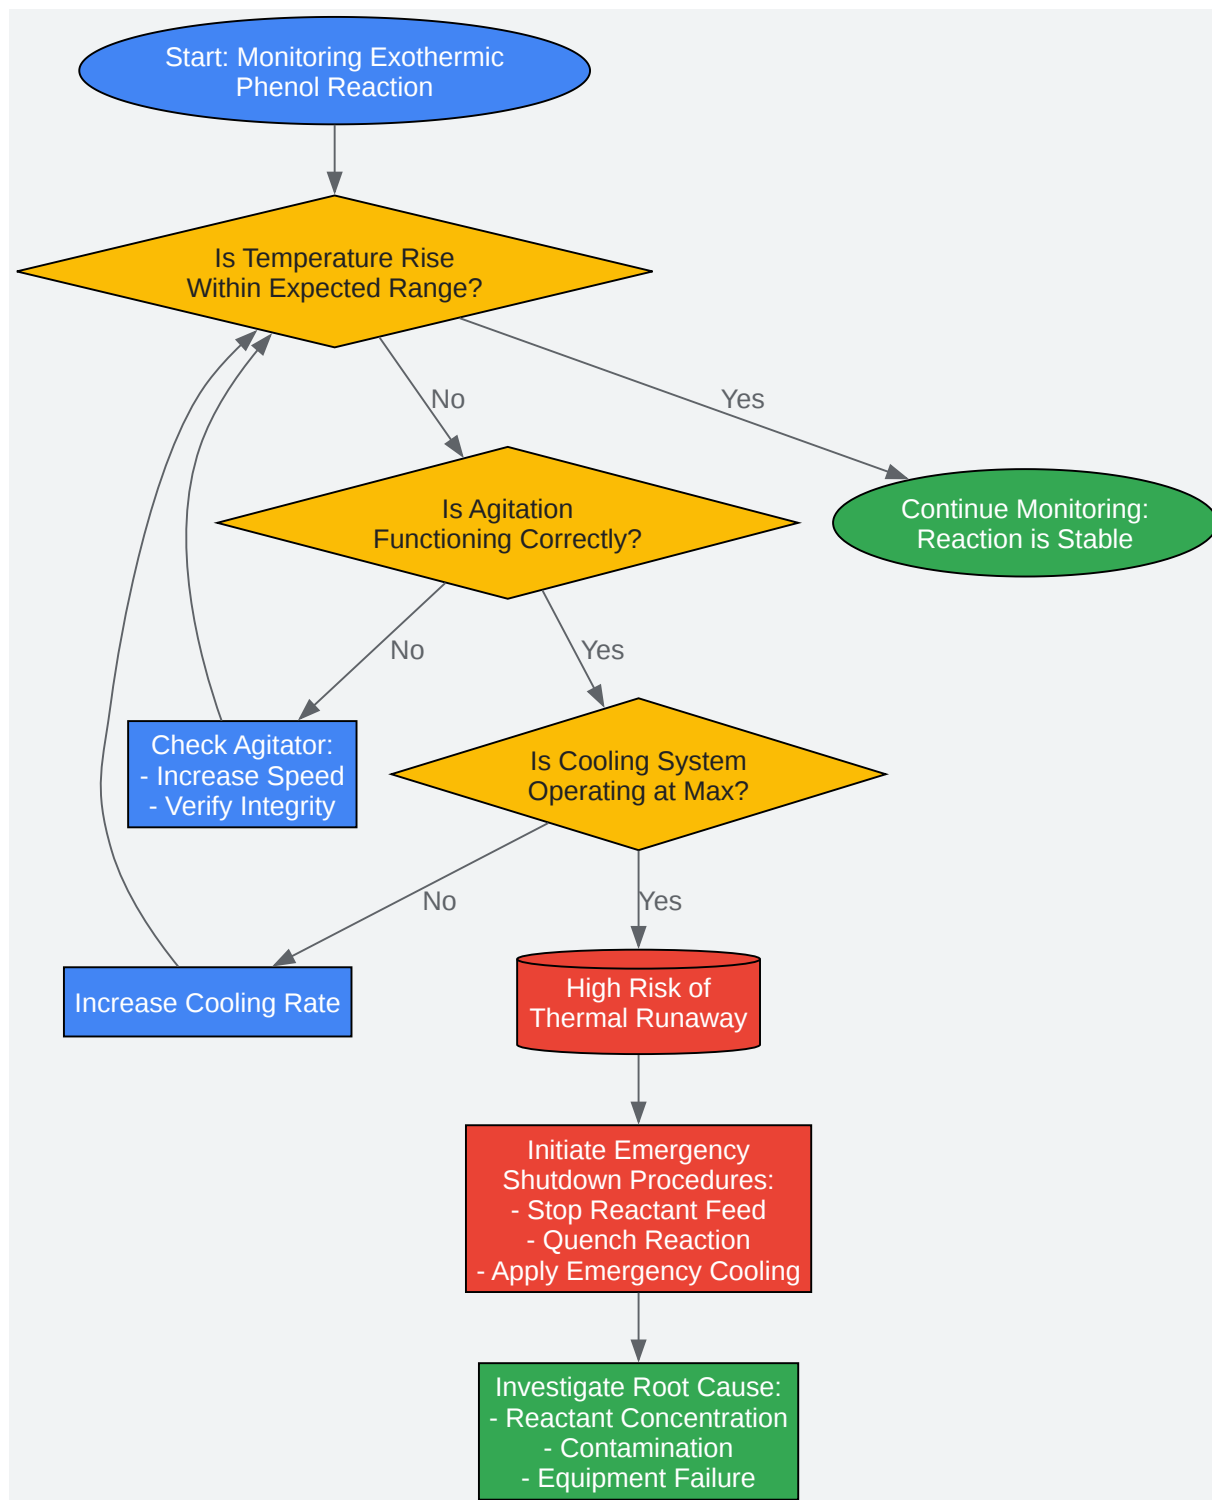 Start: Monitoring Exothermic
Phenol Reaction
Is Temperature Rise
Within Expected Range?
No
Yes
Is Agitation
Functioning Correctly?
Continue Monitoring:
Reaction is Stable
No
Yes
Check Agitator:
- Increase Speed
- Verify Integrity
Is Cooling System
Operating at Max?
No
Yes
Increase Cooling Rate
High Risk of
Thermal Runaway
Initiate Emergency
Shutdown Procedures:
- Stop Reactant Feed
- Quench Reaction
- Apply Emergency Cooling
Investigate Root Cause:
- Reactant Concentration
- Contamination
- Equipment Failure